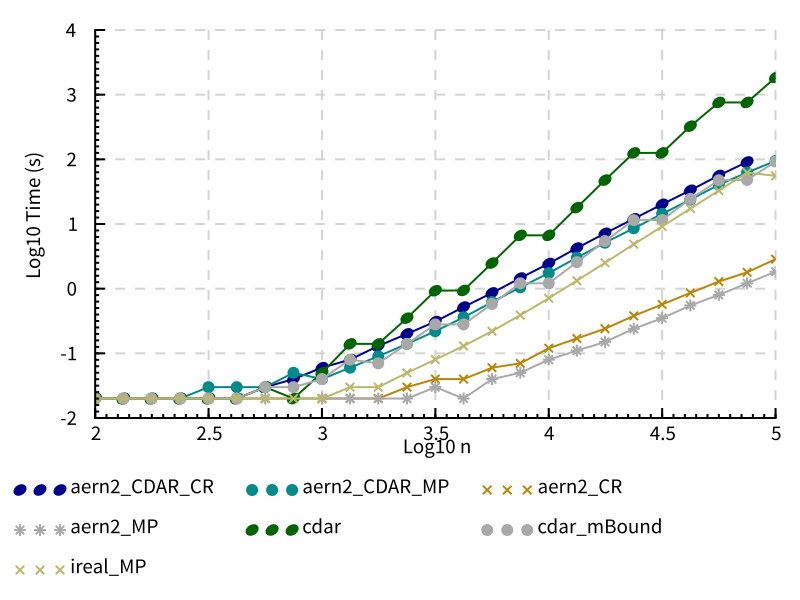 4
3
2
1
0
-1
-2
Log10 Time (s)
2 2.5 3 3.5 4 4.5 5
Log10 n
aern2_CDAR_CR aern2_CDAR_MP aern2_CR
aern2_MP cdar cdar_mBound
ireal_MP